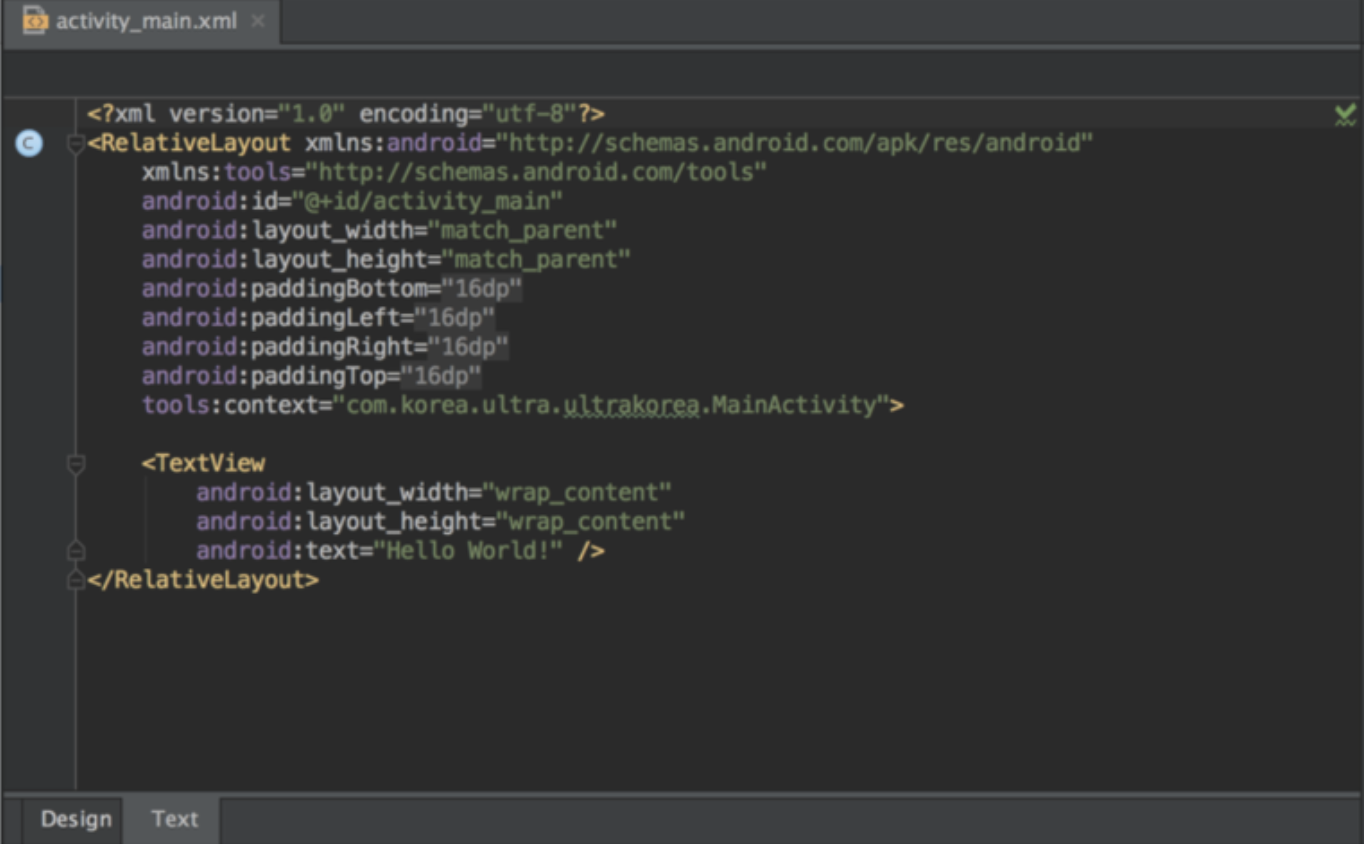 activity_main.xml
<?xml version="1.0" encoding="utf-8"?>
<RelativeLayout xmlns:android="http://schemas.android.com/apk/res/android"
    xmlns:tools="http://schemas.android.com/tools"
    android:id="@+id/activity_main"
    android:layout_width="match_parent"
    android:layout_height="match_parent"
    android:paddingBottom="16dp"
    android:paddingLeft="16dp"
    android:paddingRight="16dp"
    android:paddingTop="16dp"
    tools:context="com.korea.ultra.ultrakorea.MainActivity">

    <TextView
        android:layout_width="wrap_content"
        android:layout_height="wrap_content"
        android:text="Hello World!" />
</RelativeLayout>
Design Text